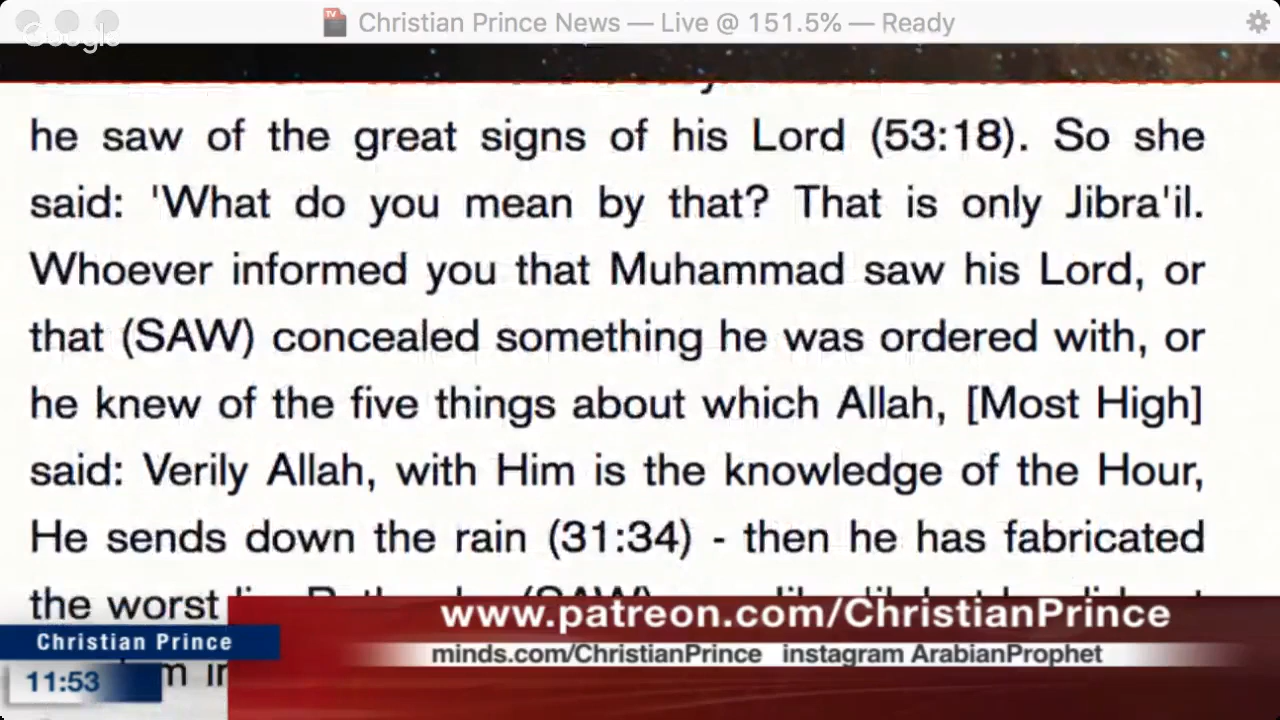 Christian Prince News — Live @ 151.5% — Ready
Google
he saw of the great signs of his Lord (53:18). So she
said: 'What do you mean by that? That is only Jibra'il.
Whoever informed you that Muhammad saw his Lord, or
that (SAW) concealed something he was ordered with, or
he knew of the five things about which Allah, [Most High]
said: Verily Allah, with Him is the knowledge of the Hour,
He sends down the rain (31:34) - then he has fabricated
the worst
www.patreon.com/ChristianPrince
Christian Prince
minds.com/ChristianPrince instagram ArabianProphet
11:53